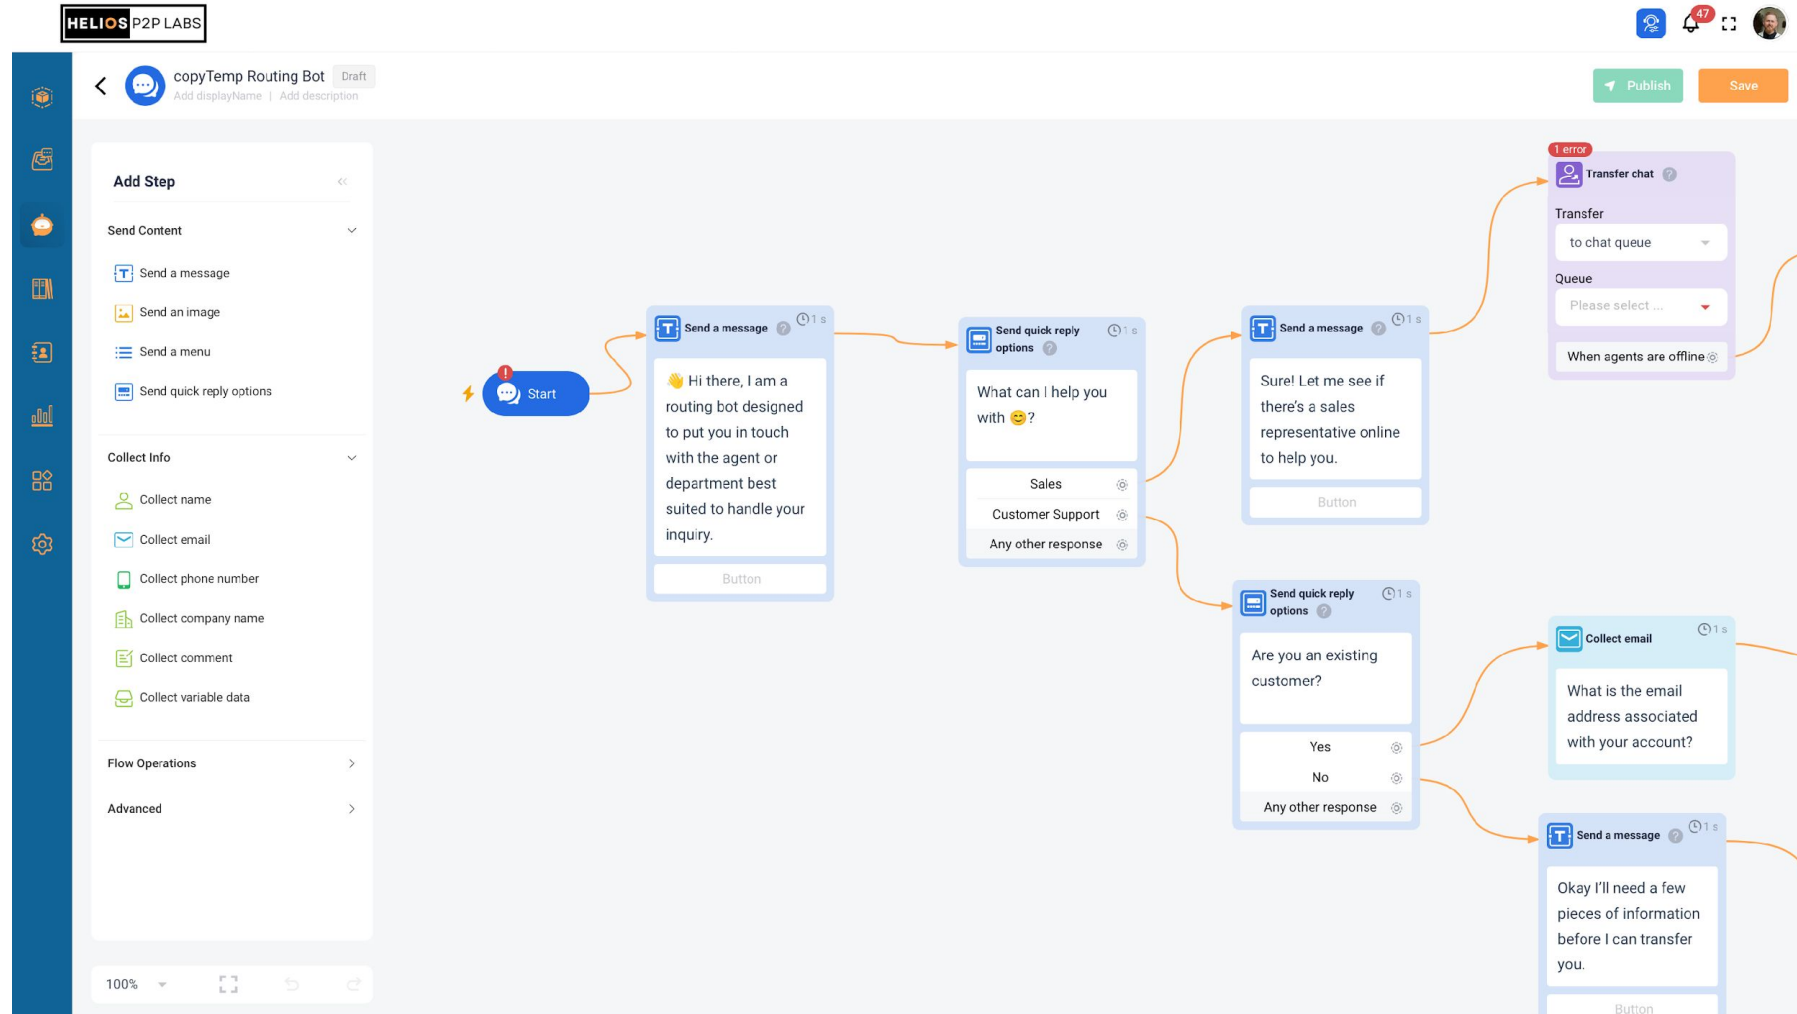 HELIOS P2P LABS
47
copyTemp Routing Bot
Draft
Add displayName | Add description
Publish
Save
Add Step
Send Content
Send a message
Send an image
Send a menu
Send quick reply options
Collect Info
Collect name
Collect email
Collect phone number
Collect company name
Collect comment
Collect variable data
Flow Operations
Advanced
100%
Start
Send a message
1 s
👋 Hi there, I am a
routing bot designed
to put you in touch
with the agent or
department best
suited to handle your
inquiry.
Button
Send quick reply
options
1 s
What can I help you
with 😊?
Sales
Customer Support
Any other response
Send a message
1 s
Sure! Let me see if
there's a sales
representative online
to help you.
Button
1 error
Transfer chat
Transfer
to chat queue
Queue
Please select ...
When agents are offline
Send quick reply
options
1 s
Are you an existing
customer?
Yes
No
Any other response
Collect email
1 s
What is the email
address associated
with your account?
Send a message
1 s
Okay I'll need a few
pieces of information
before I can transfer
you.
Button